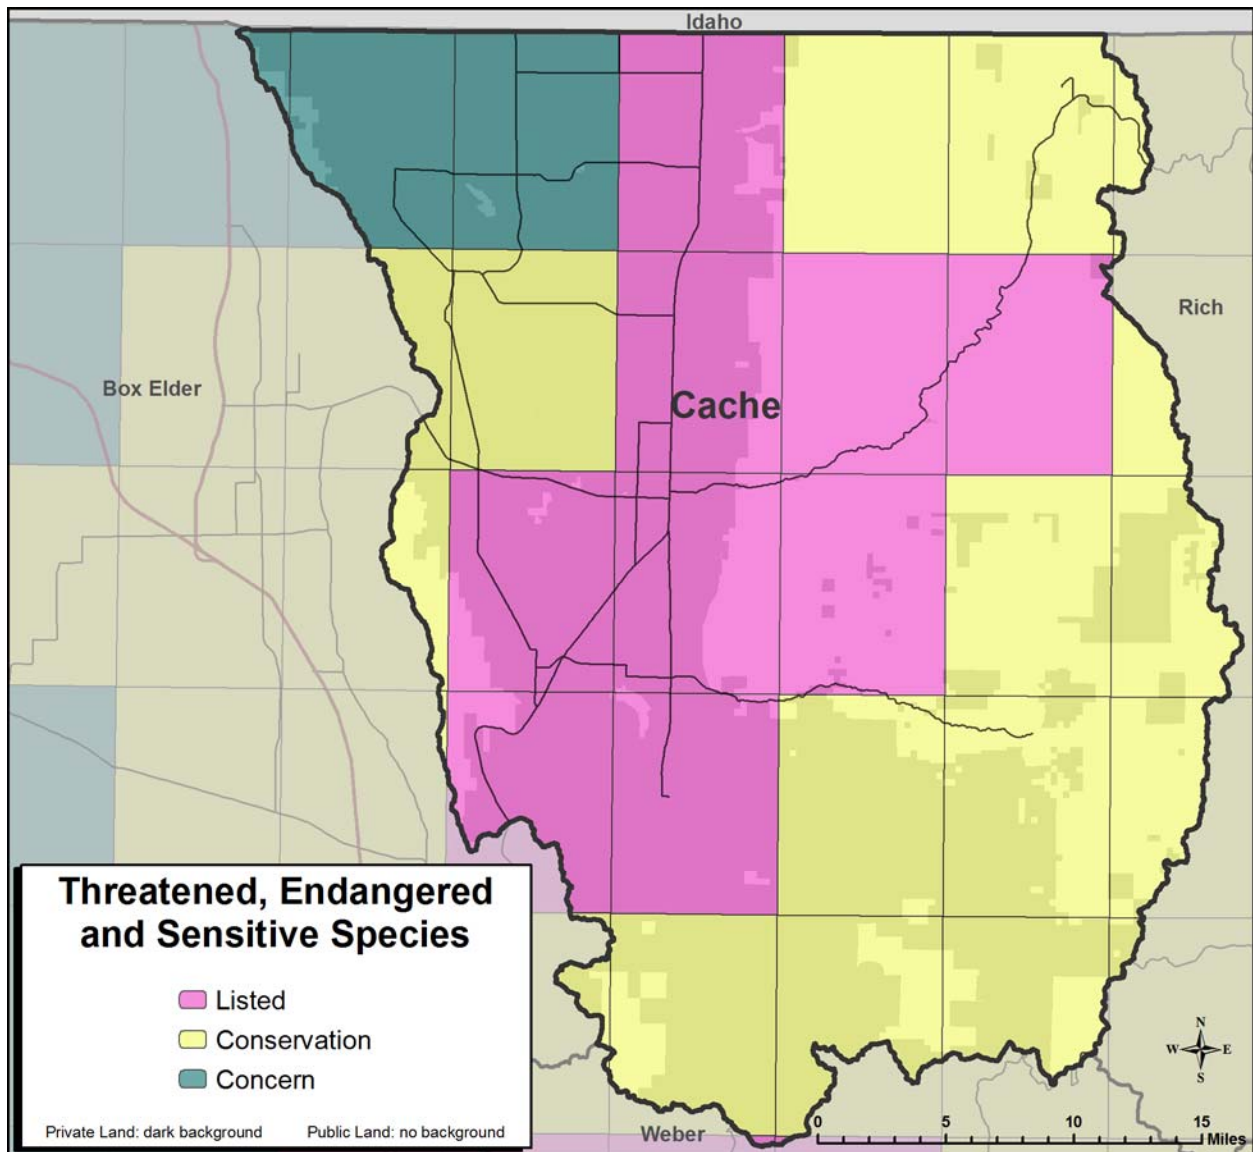 Idaho
Rich
Box Elder
Cache
Threatened, Endangered
and Sensitive Species
Listed
Conservation
Concern
Private Land: dark background Public Land: no background
N
W E
S
Weber
0 5 10 15
Miles